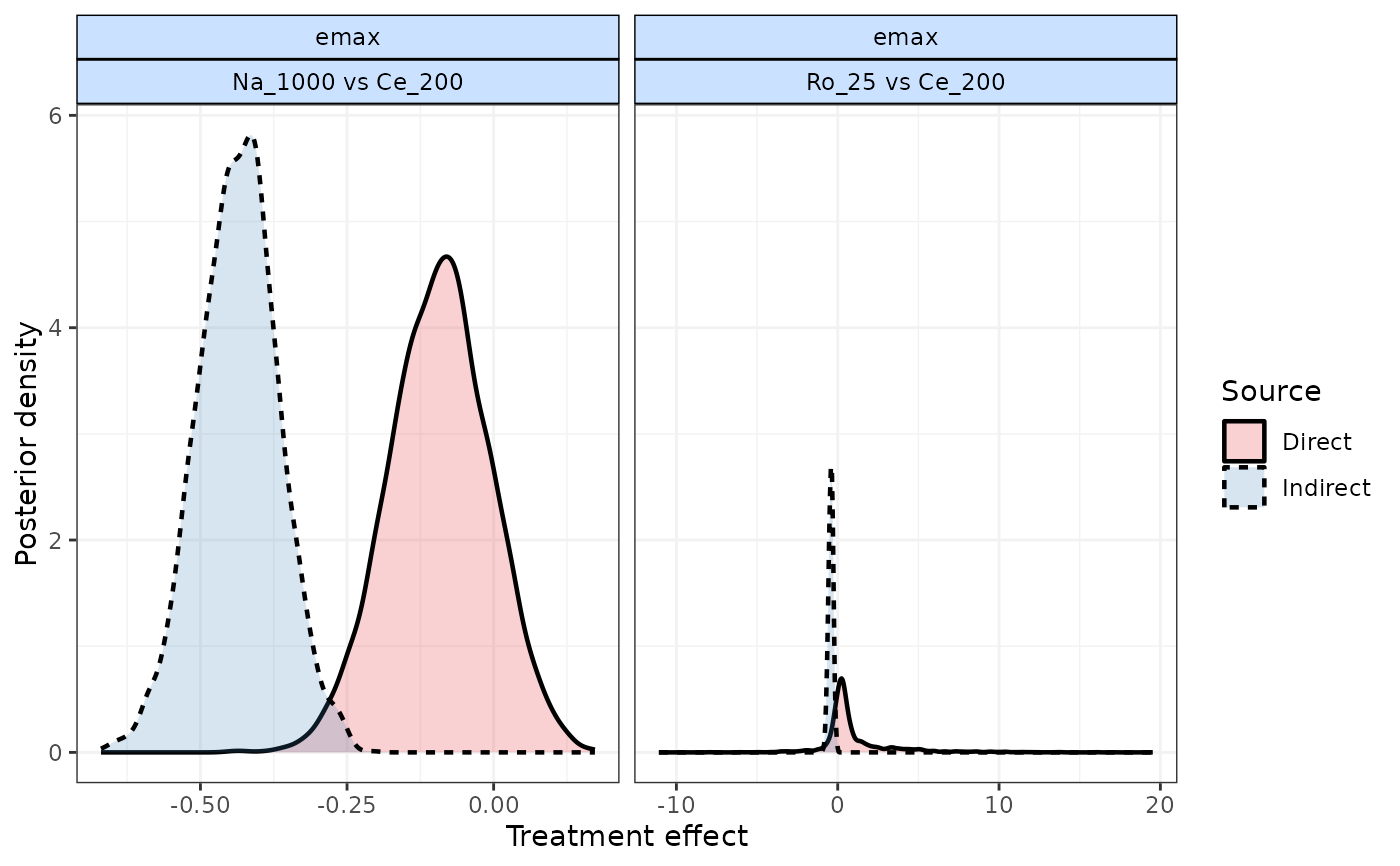 emax
emax
Na_1000 vs Ce_200
Ro_25 vs Ce_200
Posterior density
6
4
2
0
-0.50
-0.25
0.00
-10
0
10
20
Treatment effect
Source
Direct
Indirect